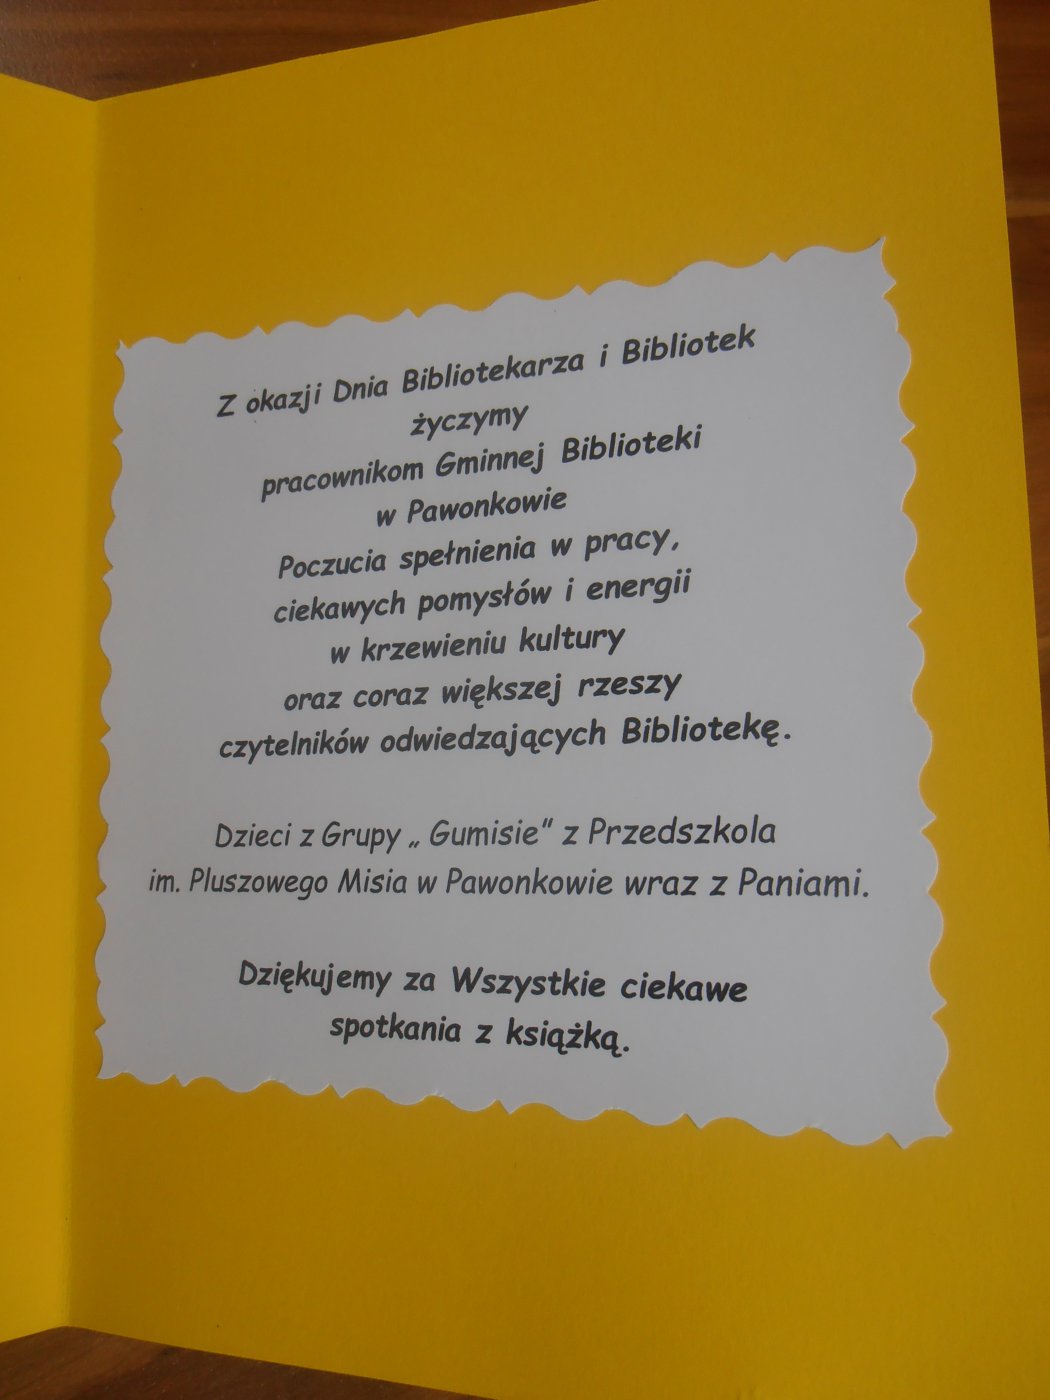 Z okazji Dnia Bibliotekarza i Bibliotek
życzymy
pracownikom Gminnej Biblioteki
w Pawonkowie
Poczucia spełnienia w pracy,
ciekawych pomysłów i energii
w krzewieniu kultury
oraz coraz większej rzeszy
czytelników odwiedzających Bibliotekę.
Dzieci z Grupy „ Gumisie” z Przedszkola
im. Pluszowego Misia w Pawonkowie wraz z Paniami.
Dziękujemy za Wszystkie ciekawe
spotkania z książką.